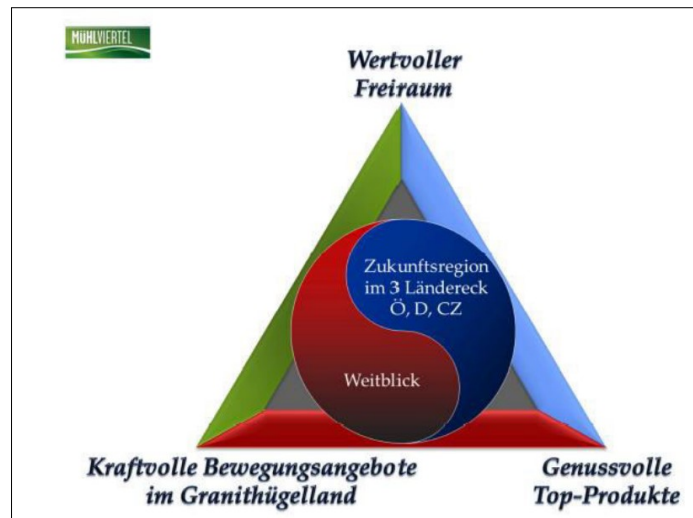 MÜHLVIERTEL
Wertvoller
Freiraum
Zukunftsregion
im 3 Ländereck
Ö, D, CZ
Weitblick
Kraftvolle Bewegungsangebote
im Granithügelland
Genussvolle
Top-Produkte